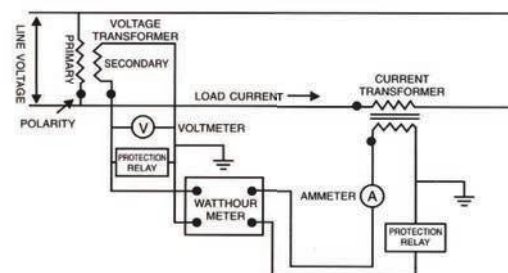 LINE VOLTAGE
PRIMARY
VOLTAGE
TRANSFORMER
SECONDARY
POLARITY
LOAD CURRENT
CURRENT
TRANSFORMER
V
VOLTMETER
PROTECTION
RELAY
WATTHOUR
METER
AMMETER
A
PROTECTION
RELAY